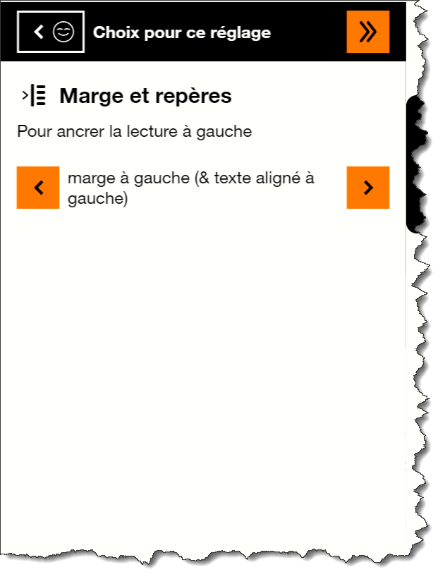 Choix pour ce réglage
Marge et repères
Pour ancrer la lecture à gauche
marge à gauche (& texte aligné à
gauche)